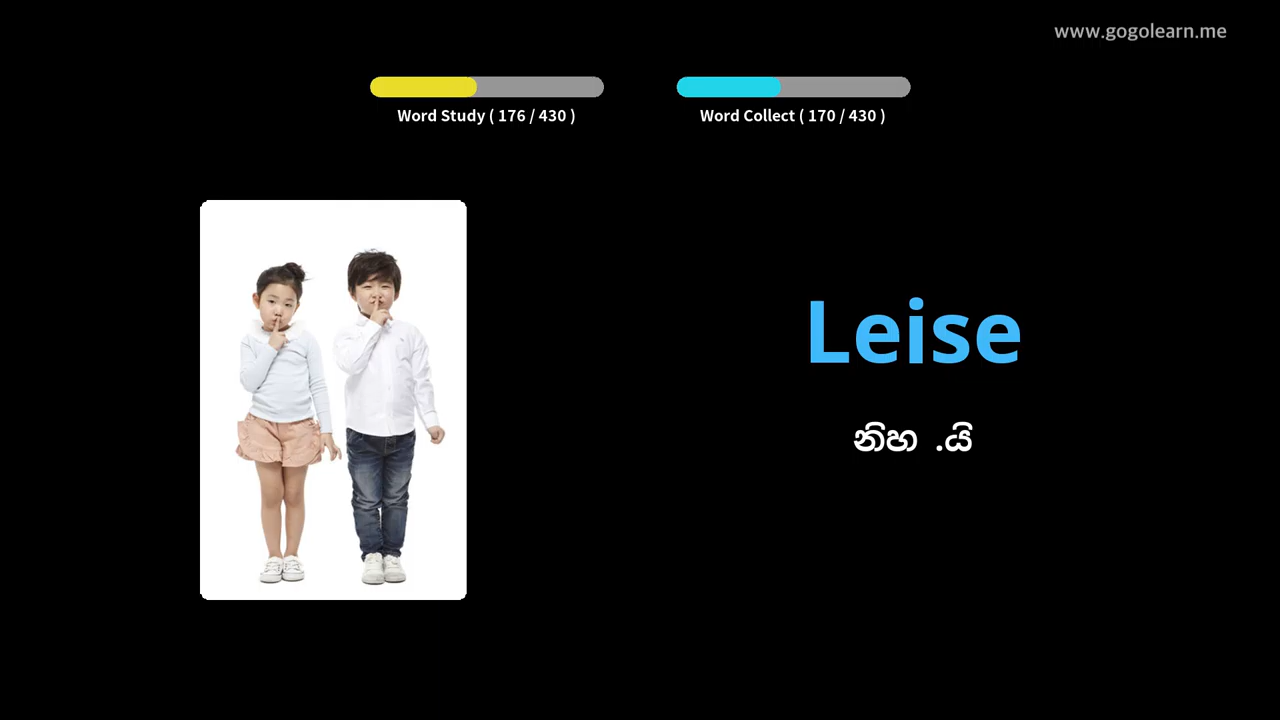 www.gogolearn.me
Word Study ( 176 / 430 )
Word Collect ( 170 / 430 )
Leise
නිහ .යි